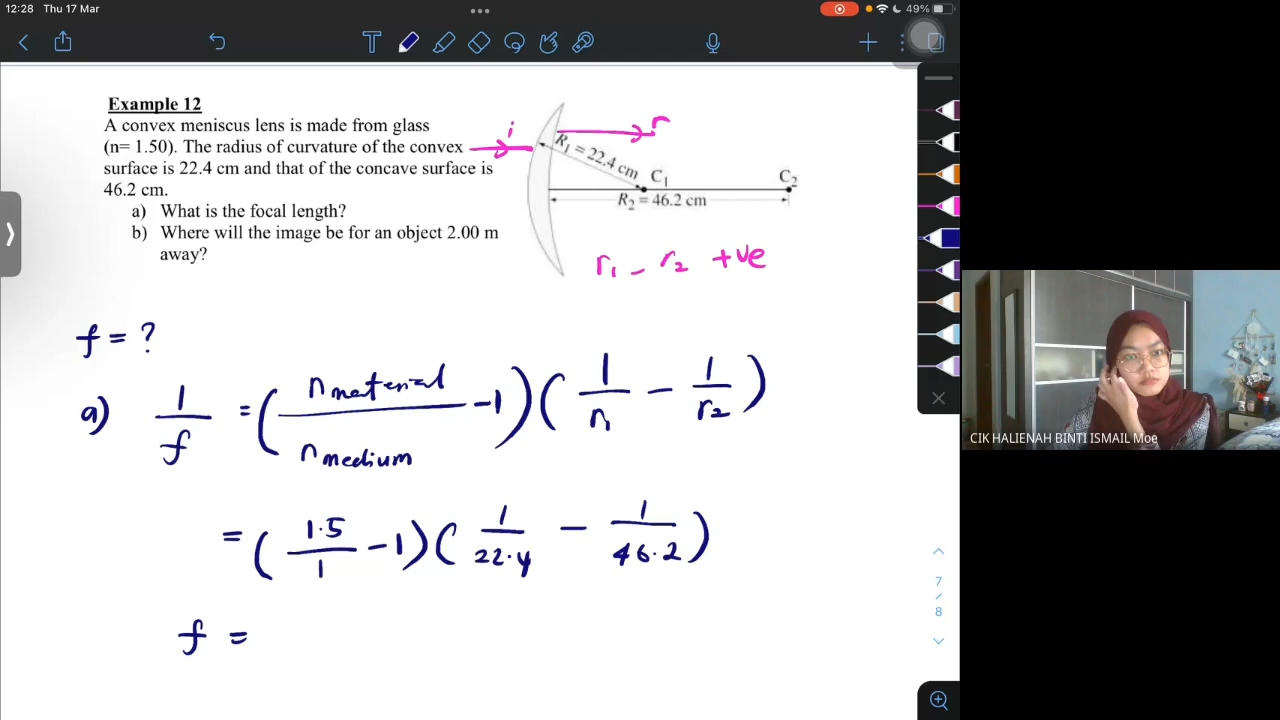 12:28 Thu 17 Mar
49%
Example 12
A convex meniscus lens is made from glass
(n= 1.50). The radius of curvature of the convex
surface is 22.4 cm and that of the concave surface is
46.2 cm.
a) What is the focal length?
b) Where will the image be for an object 2.00 m
away?
i
r
R₁ = 22.4 cm
C₁
C₂
R₂ = 46.2 cm
r₁ - r₂ +ve
f = ?
a) 1/f = (n material / n medium - 1)(1/r₁ - 1/r₂)
= (1.5/1 - 1)(1/22.4 - 1/46.2)
f =
7
/
8
CIK HALIENAH BINTI ISMAIL Moe